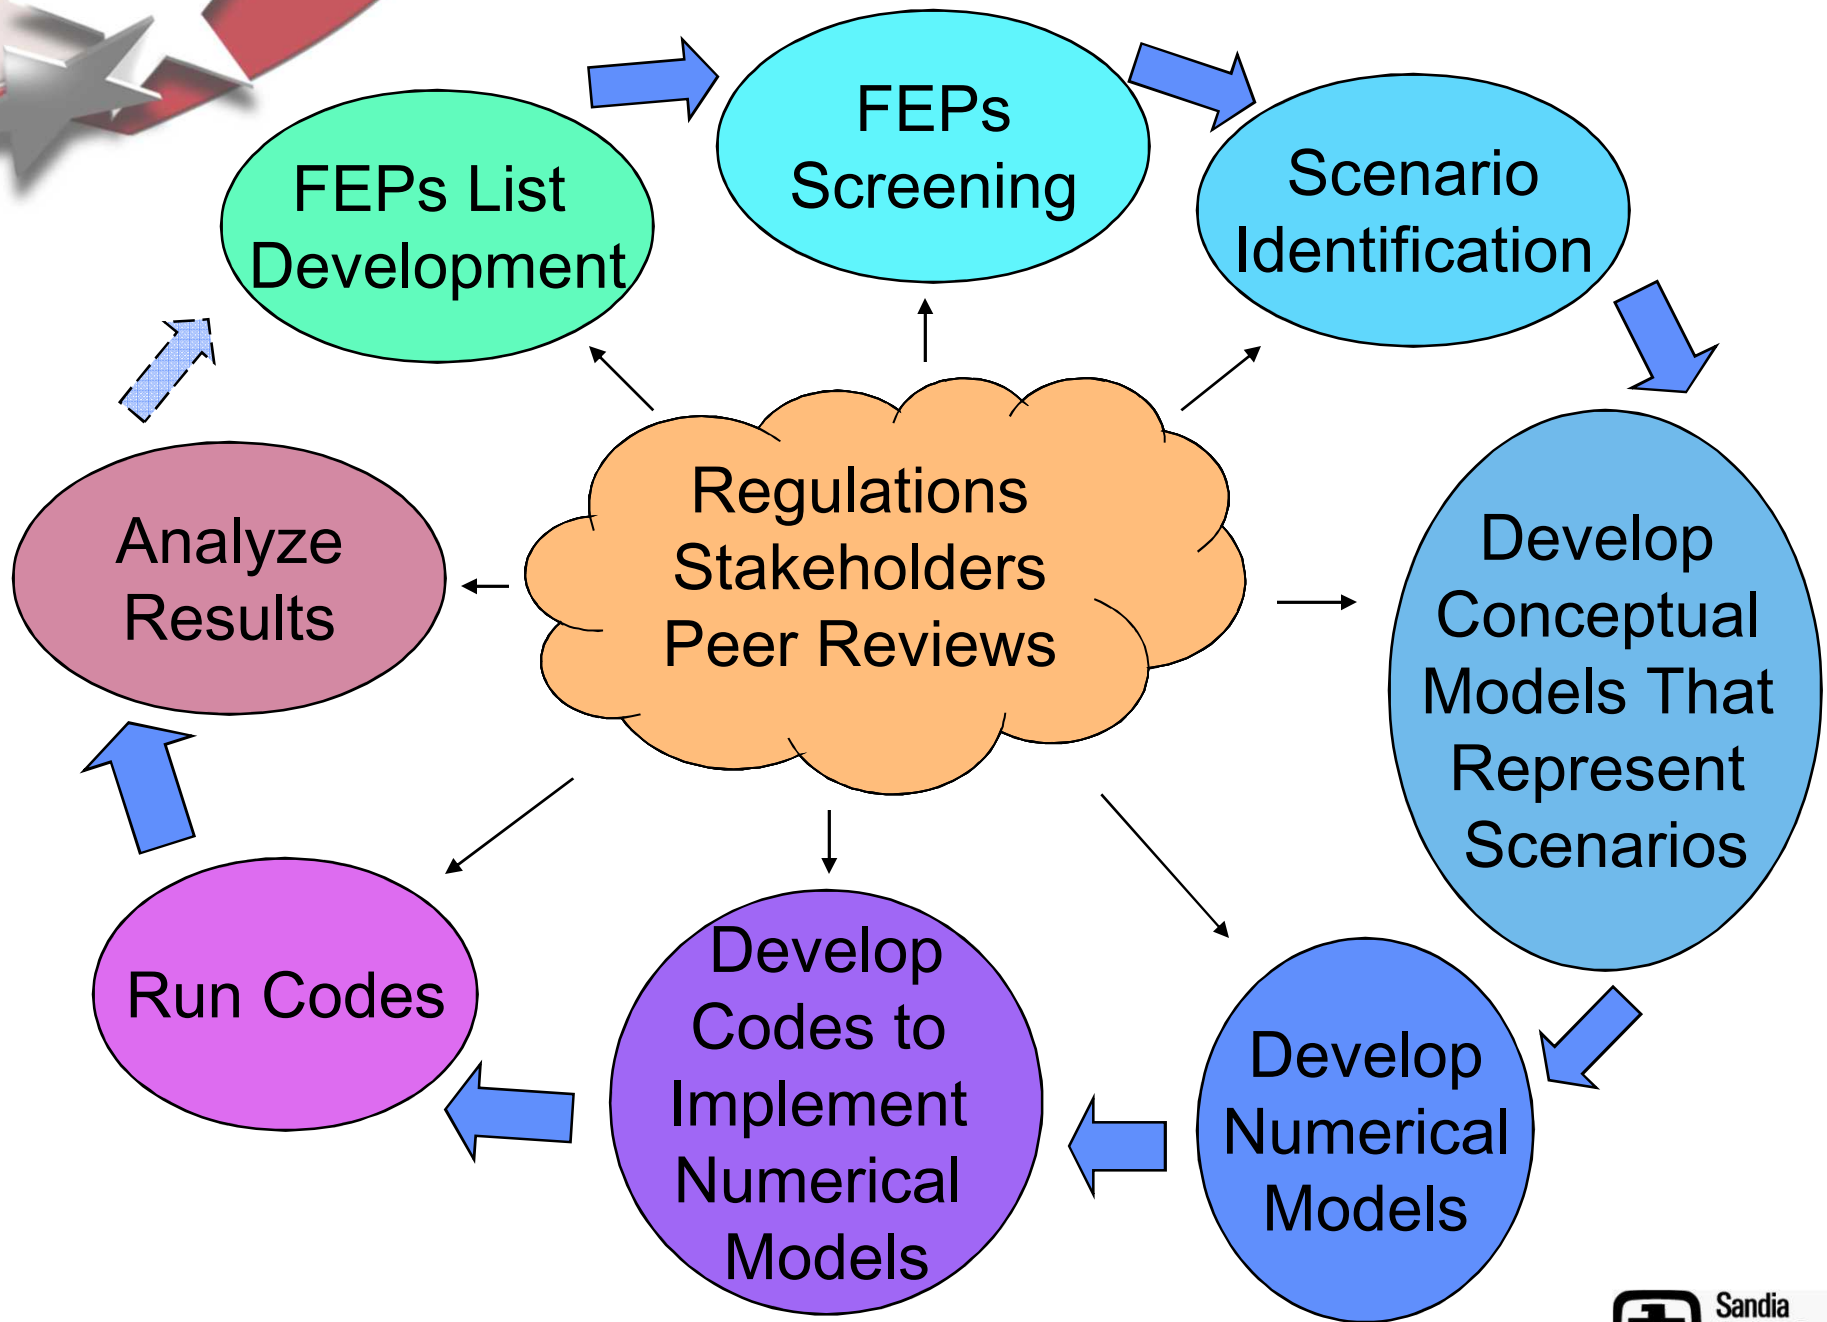 FEPs List
Development
FEPs
Screening
Scenario
Identification
Develop
Conceptual
Models That
Represent
Scenarios
Develop
Numerical
Models
Develop
Codes to
Implement
Numerical
Models
Run Codes
Analyze
Results
Regulations
Stakeholders
Peer Reviews
Sandia